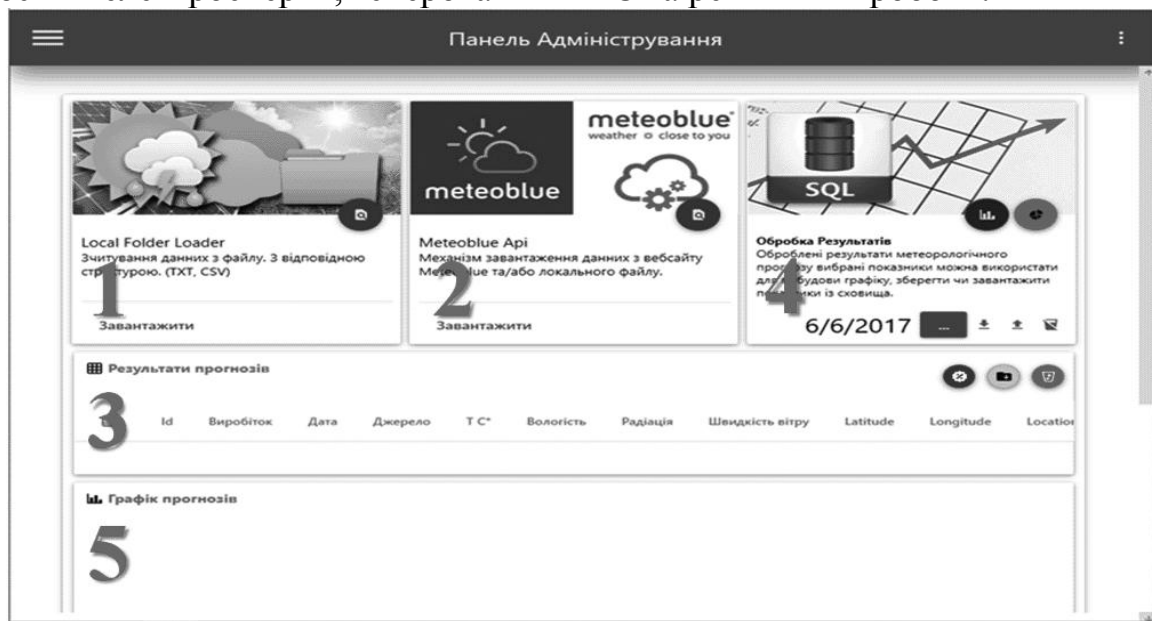 Панель Адміністрування
meteoblue
meteoblue
weather close to you
SQL
Local Folder Loader
Зчитування данних з файлу. З відповідною
структурою. (TXT, CSV)
1
Завантажити
Meteoblue Api
Механізм завантаження данних з вебсайту
Meteoblue та/або локального файлу.
2
Завантажити
Обробка Результатів
Оброблені результати метеорологічного
прогнозу вибрані показники можна використати
для побудови графіку, зберегти чи завантажити
показники із сховища.
4
6/6/2017 ...
Результати прогнозів
3
Id Виробіток Дата Джерело T C° Вологість Радіація Швидкість вітру Latitude Longitude Location
Графік прогнозів
5